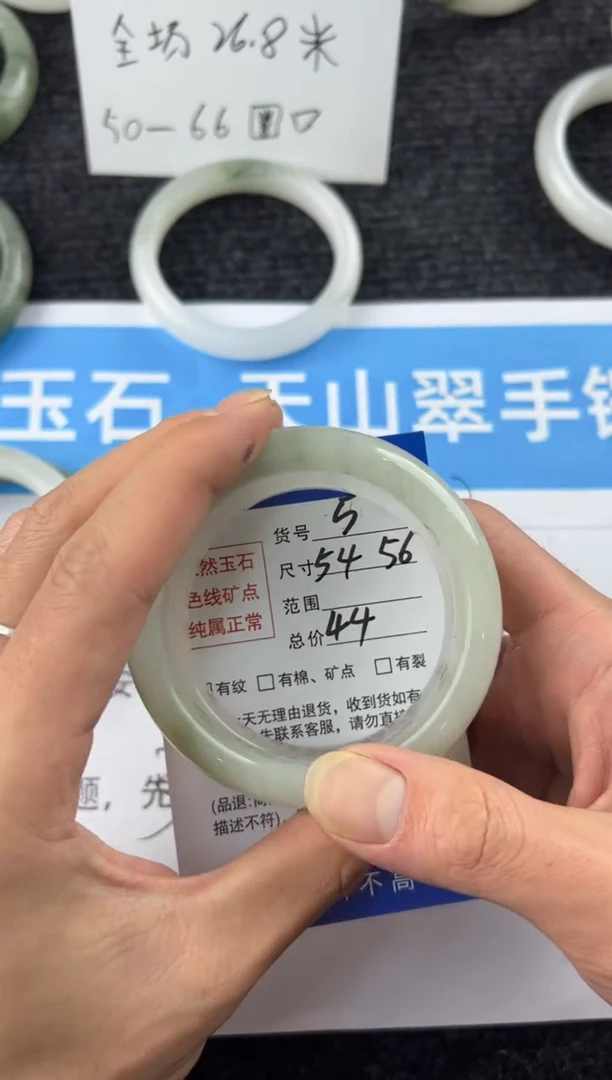 全场 26.8 米
50-66圈口
玉石 天山翠手镯
货号 5
尺寸 54 56
范围
总价 44
然玉石
色线矿点
纯属正常
有纹 □有棉、矿点 □有裂
天无理由退货,收到货如有
联系客服,请勿直接
题,先
(品退:
描述不符)
不高